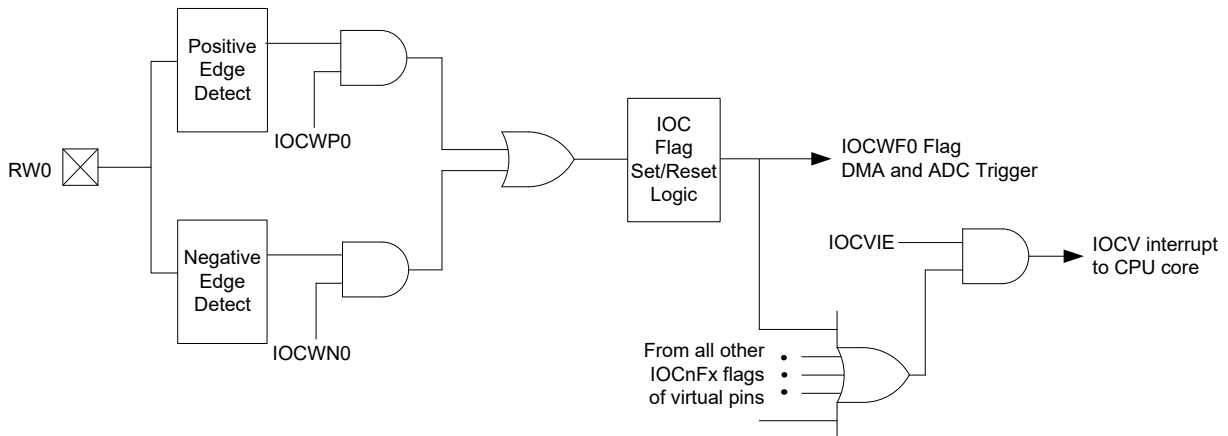 Positive
Edge
Detect
IOCWP0
RW0
Negative
Edge
Detect
IOCWN0
IOC
Flag
Set/Reset
Logic
IOCWF0 Flag
DMA and ADC Trigger
IOCVIE
IOCV interrupt
to CPU core
From all other
IOCnFx flags
of virtual pins